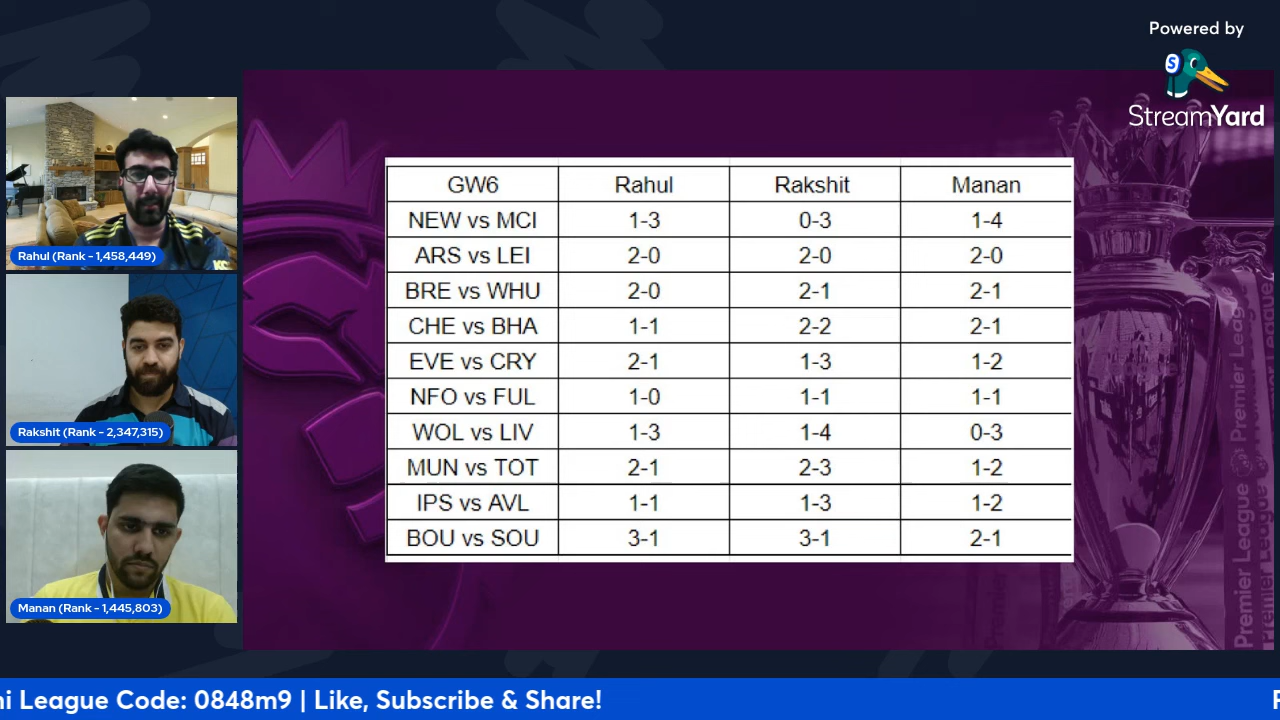 Powered by
StreamYard
GW6 Rahul Rakshit Manan
NEW vs MCI 1-3 0-3 1-4
ARS vs LEI 2-0 2-0 2-0
BRE vs WHU 2-0 2-1 2-1
CHE vs BHA 1-1 2-2 2-1
EVE vs CRY 2-1 1-3 1-2
NFO vs FUL 1-0 1-1 1-1
WOL vs LIV 1-3 1-4 0-3
MUN vs TOT 2-1 2-3 1-2
IPS vs AVL 1-1 1-3 1-2
BOU vs SOU 3-1 3-1 2-1
Rahul (Rank - 1,458,449)
Rakshit (Rank - 2,347,315)
Manan (Rank - 1,445,803)
Premier League
Premier League
Premier League
League Code: 0848m9 | Like, Subscribe & Share!